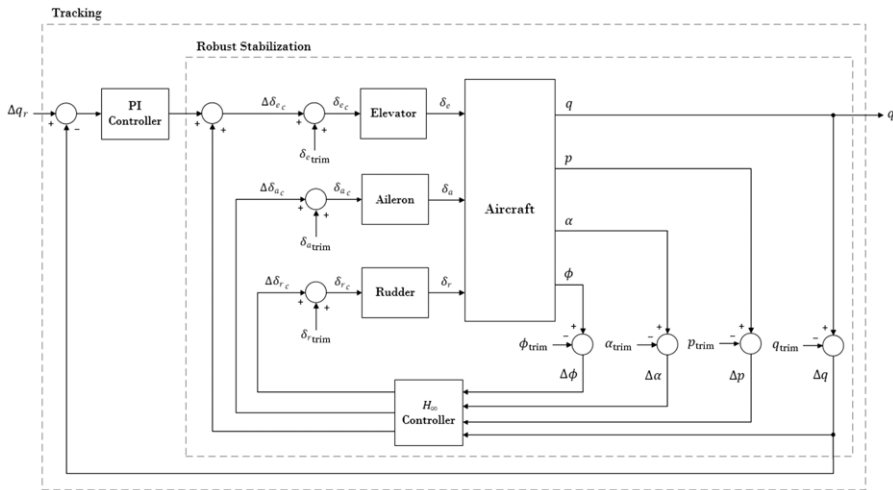 Tracking
Robust Stabilization
Δq_r
+
−
PI
Controller
+
+
Δδ_{e_c}
+
+
δ_{e_c}
δ_{e_trim}
Elevator
δ_e
Δδ_{a_c}
+
+
δ_{a_c}
δ_{a_trim}
Aileron
δ_a
Δδ_{r_c}
+
+
δ_{r_c}
δ_{r_trim}
Rudder
δ_r
Aircraft
q
q
p
α
ϕ
ϕ_trim
−
+
α_trim
−
+
p_trim
−
+
q_trim
−
+
Δϕ
Δα
Δp
Δq
H_∞
Controller